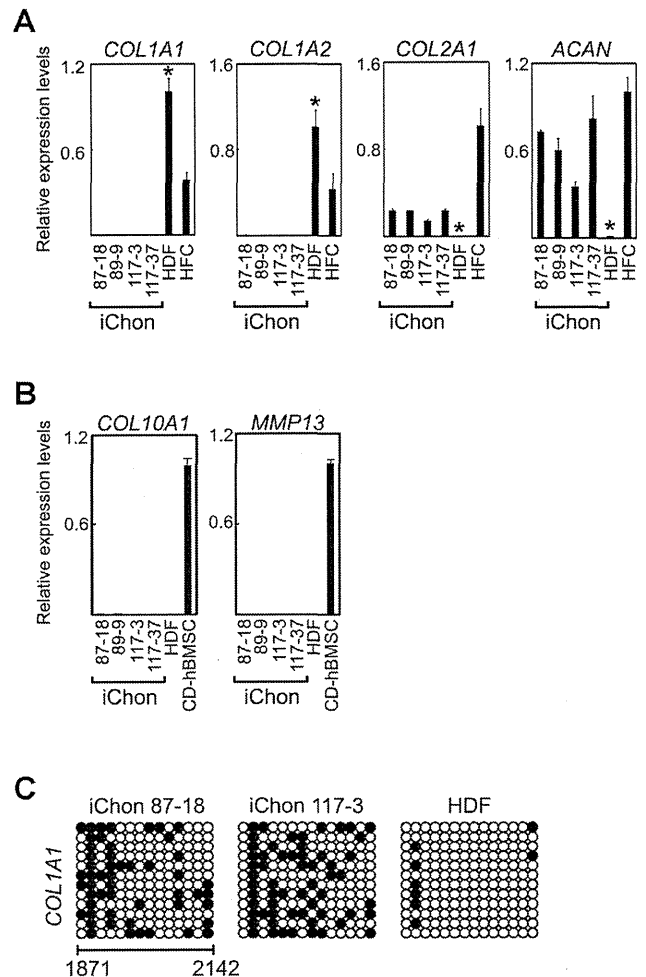 A
COL1A1 COL1A2 COL2A1 ACAN
Relative expression levels
1.2 1.6 1.6 1.2
*
*
0.6 0.8 0.8 0.6
* *
87-18 89-9 117-3 117-37 HDF HFC 87-18 89-9 117-3 117-37 HDF HFC 87-18 89-9 117-3 117-37 HDF HFC 87-18 89-9 117-3 117-37 HDF HFC
iChon iChon iChon iChon
B
COL10A1 MMP13
Relative expression levels
1.2 1.2
0.6 0.6
87-18 89-9 117-3 117-37 HDF CD-hBMSC 87-18 89-9 117-3 117-37 HDF CD-hBMSC
iChon iChon
C
iChon 87-18 iChon 117-3 HDF
COL1A1
1871 2142